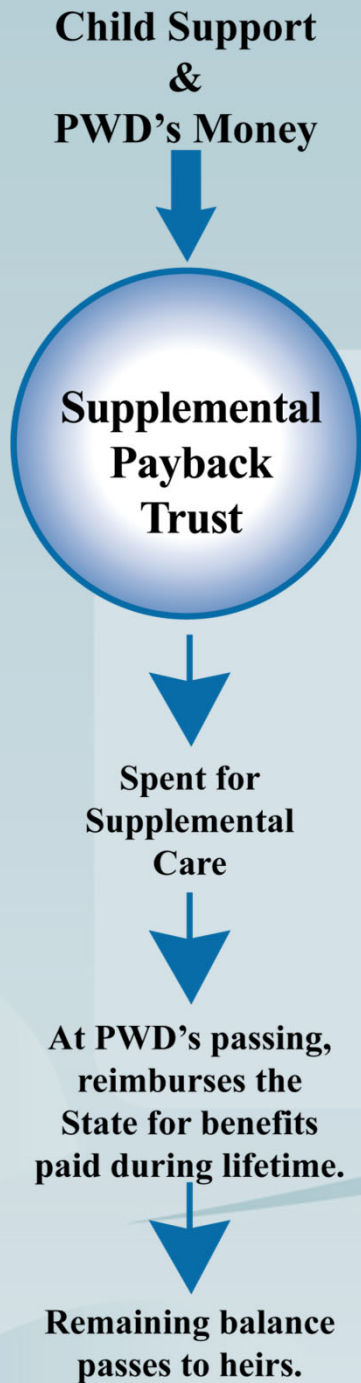 Child Support
&
PWD's Money
Supplemental
Payback
Trust
Spent for
Supplemental
Care
At PWD's passing,
reimburses the
State for benefits
paid during lifetime.
Remaining balance
passes to heirs.